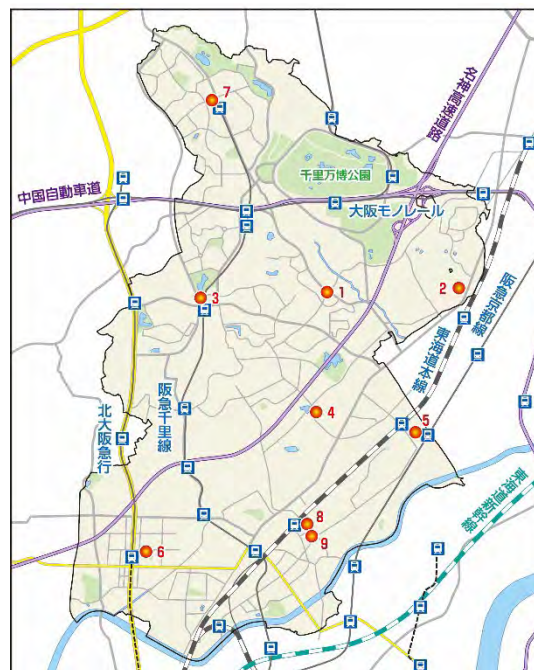 7
名神高速道路
千里万博公園
中国自動車道
大阪モノレール
1
2
3
阪急京都線
東海道本線
阪急千里線
4
5
北大阪急行
東海道新幹線
8
6
9